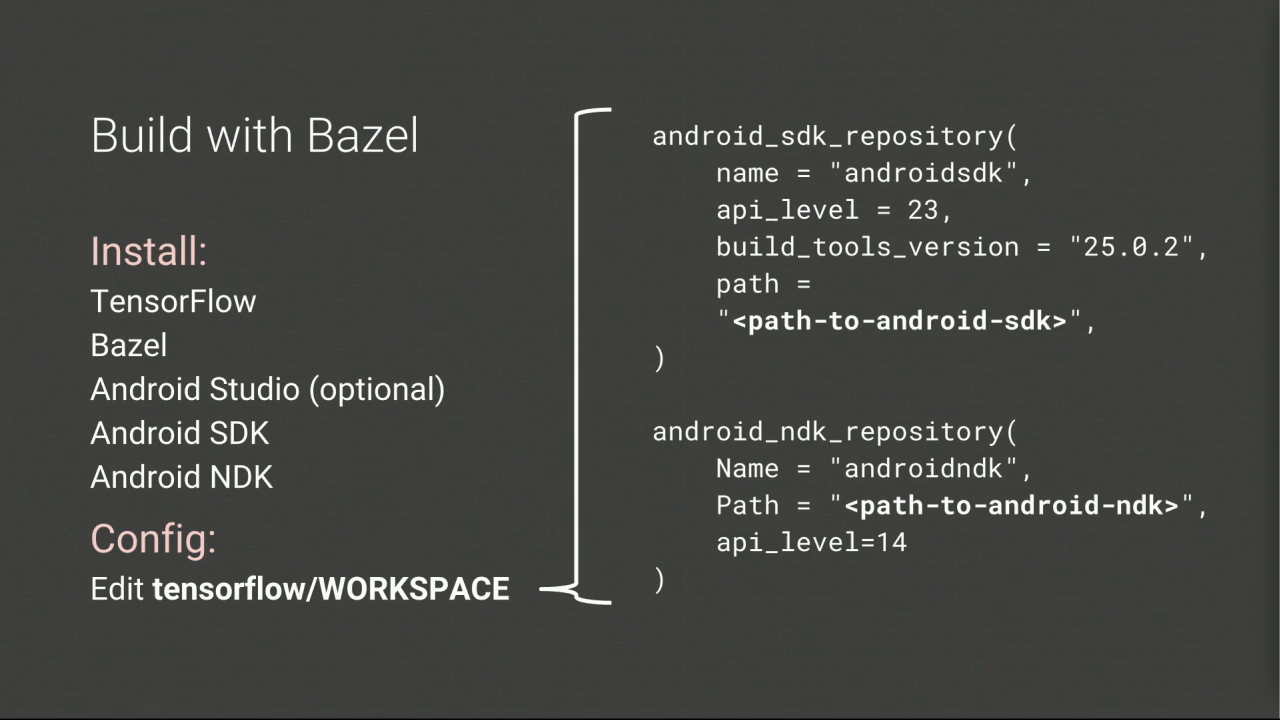 Build with Bazel
Install:
TensorFlow
Bazel
Android Studio (optional)
Android SDK
Android NDK
Config:
Edit tensorflow/WORKSPACE
android_sdk_repository(
name = "androidsdk",
api_level = 23,
build_tools_version = "25.0.2",
path =
"<path-to-android-sdk>",
)
android_ndk_repository(
Name = "androidndk",
Path = "<path-to-android-ndk>",
api_level=14
)